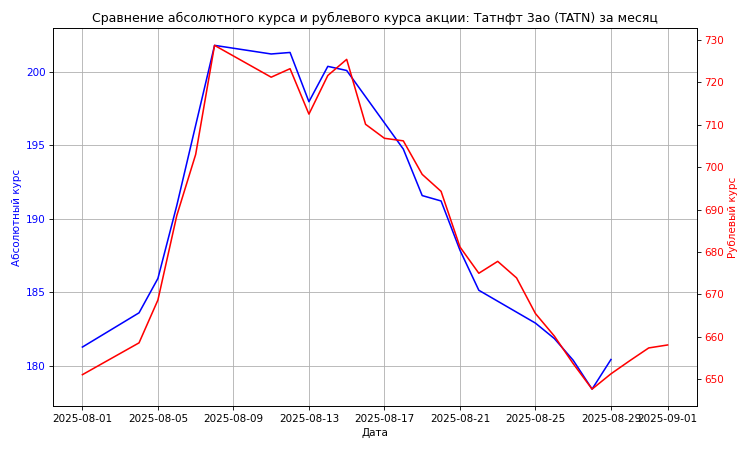 Сравнение абсолютного курса и рублевого курса акции: Татнфт 3ао (TATN) за месяц
Абсолютный курс
200
195
190
185
180
730
720
710
700
690
680
670
660
650
Рублевый курс
2025-08-01 2025-08-05 2025-08-09 2025-08-13 2025-08-17 2025-08-21 2025-08-25 2025-08-29 2025-09-01
Дата